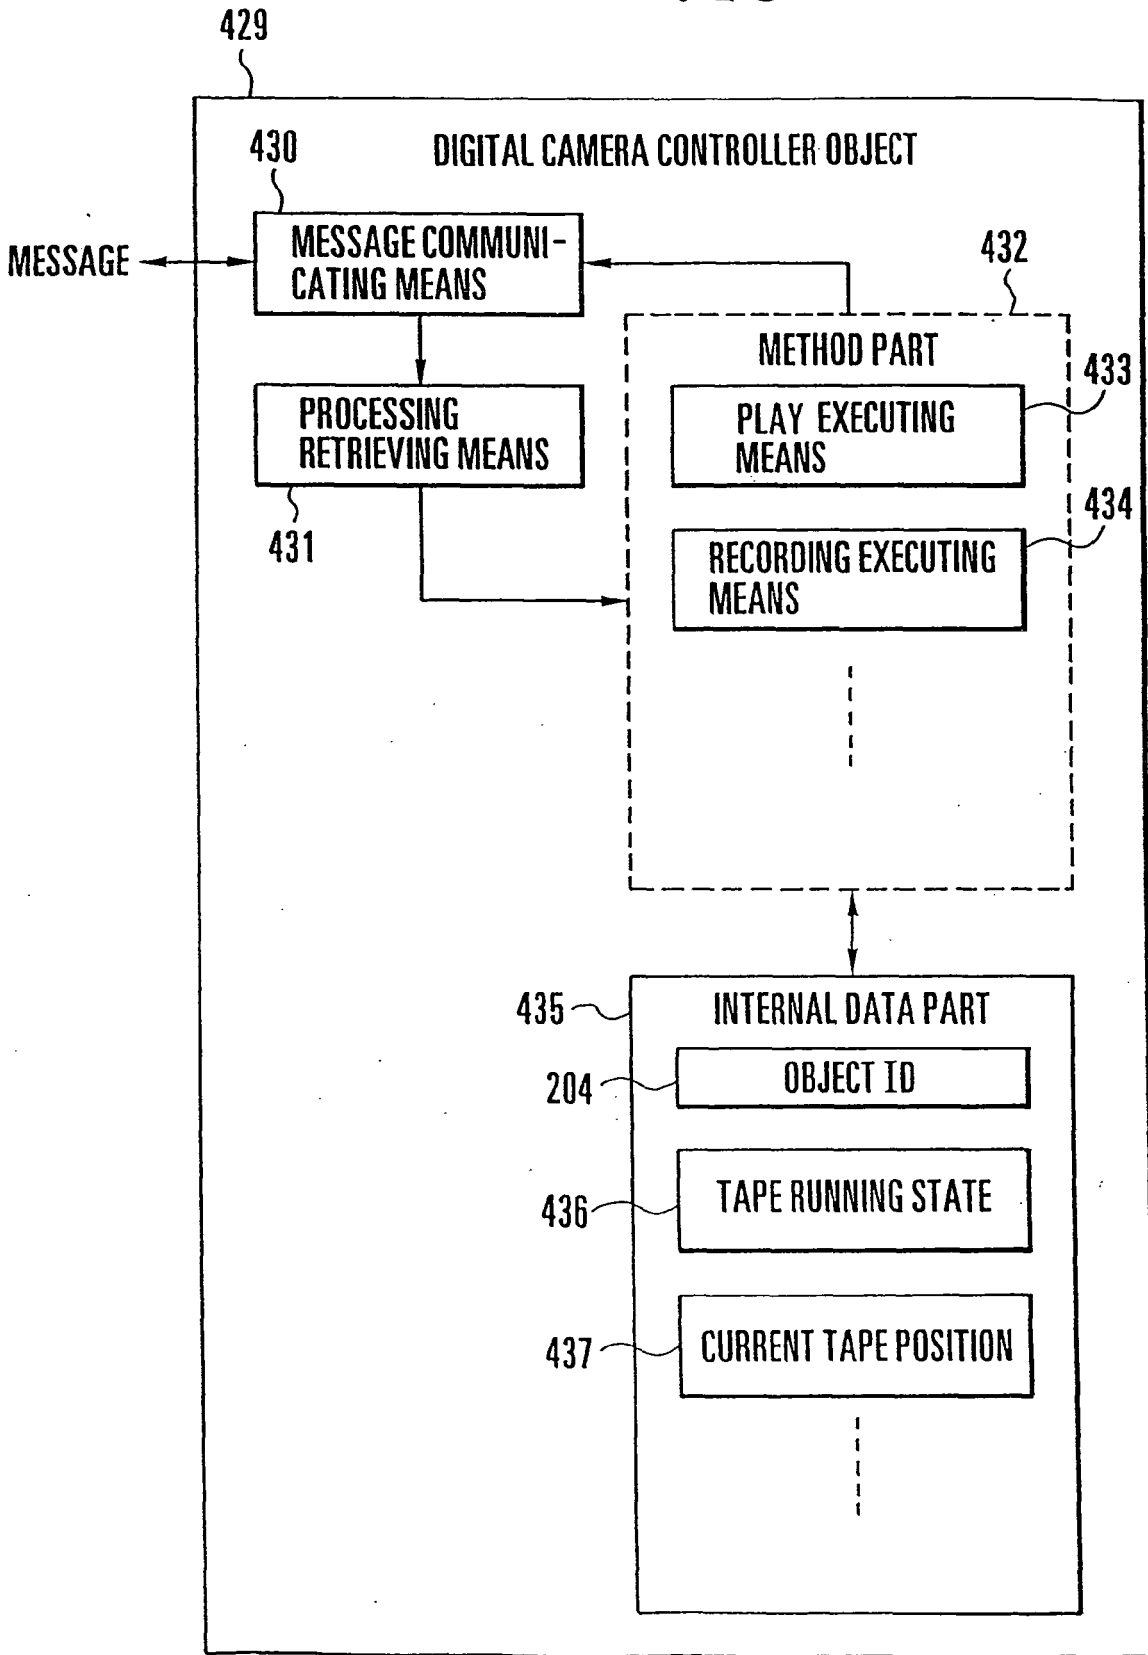 429
430
DIGITAL CAMERA CONTROLLER OBJECT
MESSAGE
MESSAGE COMMUNI-
CATING MEANS
432
METHOD PART
433
PROCESSING
RETRIEVING MEANS
PLAY EXECUTING
MEANS
431
434
RECORDING EXECUTING
MEANS
435
INTERNAL DATA PART
204
OBJECT ID
436
TAPE RUNNING STATE
437
CURRENT TAPE POSITION